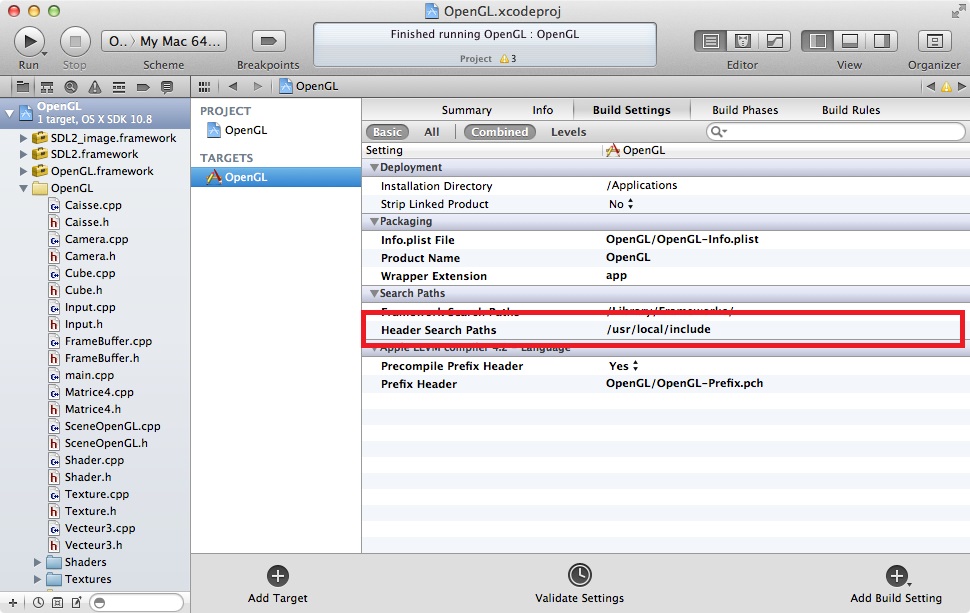 OpenGL.xcodeproj
Run
Stop
O.. My Mac 64...
Scheme
Breakpoints
Finished running OpenGL : OpenGL
Project 3
Editor
View
Organizer
OpenGL
OpenGL
1 target, OS X SDK 10.8
SDL2_image.framework
SDL2.framework
OpenGL.framework
OpenGL
Caisse.cpp
Caisse.h
Camera.cpp
Camera.h
Cube.cpp
Cube.h
Input.cpp
Input.h
FrameBuffer.cpp
FrameBuffer.h
main.cpp
Matrice4.cpp
Matrice4.h
SceneOpenGL.cpp
SceneOpenGL.h
Shader.cpp
Shader.h
Texture.cpp
Texture.h
Vecteur3.cpp
Vecteur3.h
Shaders
Textures
PROJECT
OpenGL
TARGETS
OpenGL
Summary Info Build Settings Build Phases Build Rules
Basic All Combined Levels
Setting OpenGL
Deployment
Installation Directory /Applications
Strip Linked Product No
Packaging
Info.plist File OpenGL/OpenGL-Info.plist
Product Name OpenGL
Wrapper Extension app
Search Paths
Framework Search Paths /Library/Frameworks/
Header Search Paths /usr/local/include
Apple LLVM compiler 4.2 - Language
Precompile Prefix Header Yes
Prefix Header OpenGL/OpenGL-Prefix.pch
Add Target
Validate Settings
Add Build Setting